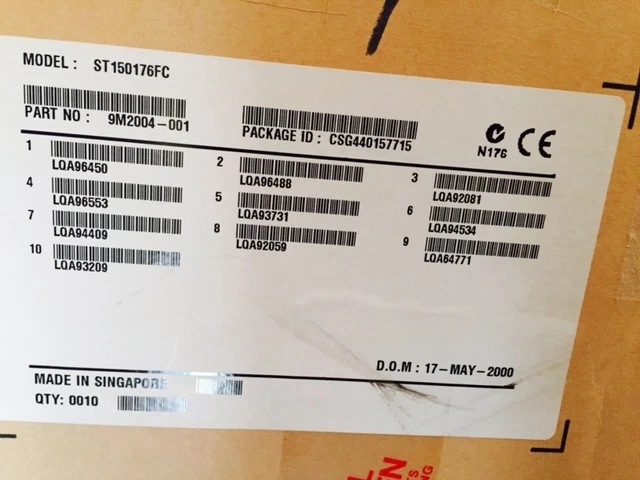 MODEL : ST150176FC
PART NO : 9M2004-001
PACKAGE ID : CSG440157715
N176 CE
1 LQA96450
2 LQA96488
3 LQA92081
4 LQA96553
5 LQA93731
6 LQA94534
7 LQA94409
8 LQA92059
9 LQA64771
10 LQA93209
D.O.M : 17-MAY-2000
MADE IN SINGAPORE
QTY: 0010